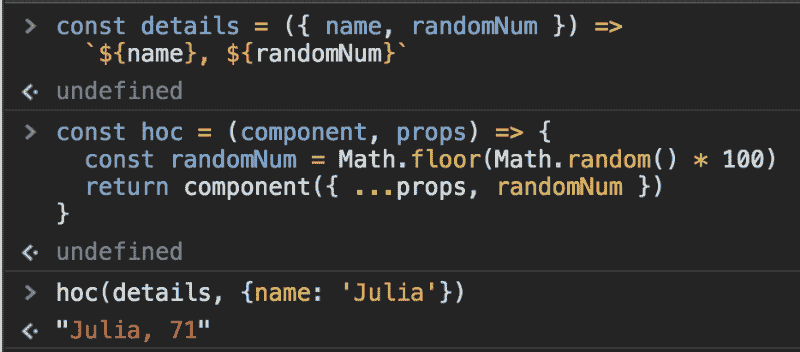 > const details = ({ name, randomNum }) =>
`${name}, ${randomNum}`
<· undefined
> const hoc = (component, props) => {
const randomNum = Math.floor(Math.random() * 100)
return component({ ...props, randomNum })
}
<· undefined
> hoc(details, {name: 'Julia'})
<· "Julia, 71"